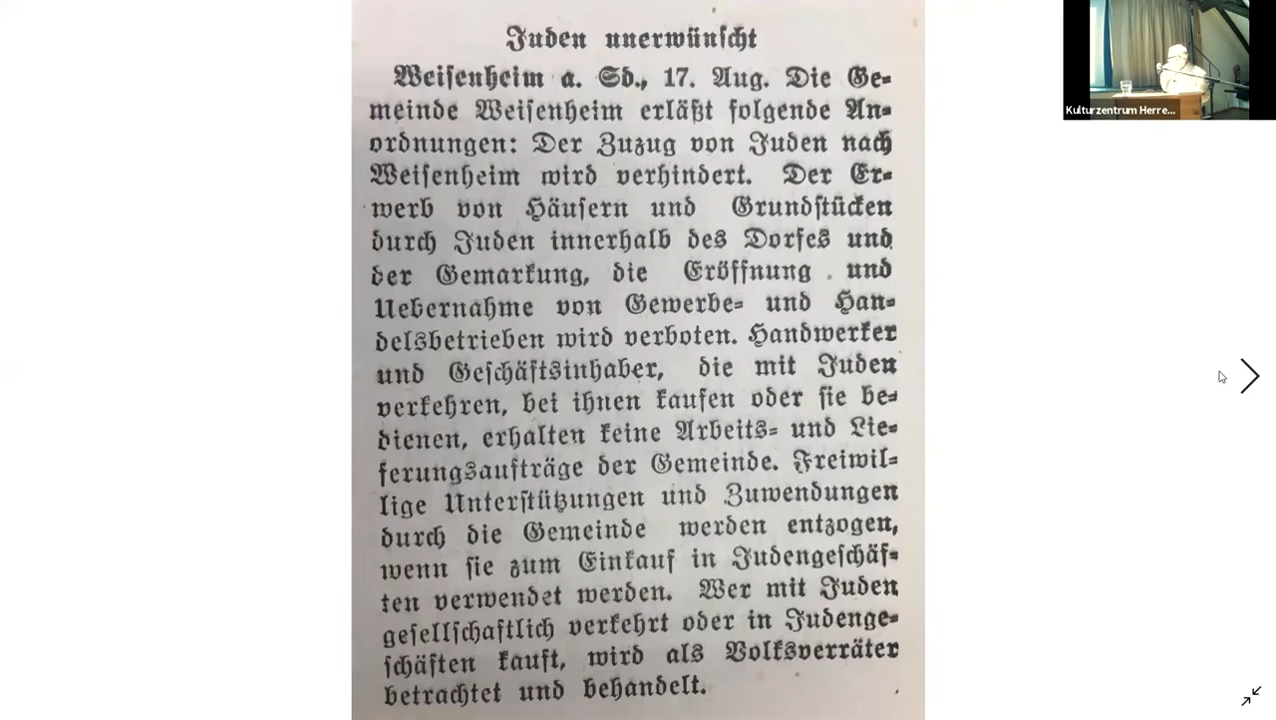 Juden unerwünscht
Weisenheim a. Sd., 17. Aug. Die Ge-
meinde Weisenheim erläßt folgende An-
ordnungen: Der Zuzug von Juden nach
Weisenheim wird verhindert. Der Er-
werb von Häusern und Grundstücken
durch Juden innerhalb des Dorfes und
der Gemarkung, die Eröffnung und
Uebernahme von Gewerbe- und Han-
delsbetrieben wird verboten. Handwerker
und Geschäftsinhaber, die mit Juden
verkehren, bei ihnen kaufen oder sie be-
dienen, erhalten keine Arbeits- und Lie-
ferungsaufträge der Gemeinde. Freiwil-
lige Unterstützungen und Zuwendungen
durch die Gemeinde werden entzogen,
wenn sie zum Einkauf in Judengeschäf-
ten verwendet werden. Wer mit Juden
gesellschaftlich verkehrt oder in Judenge-
schäften kauft, wird als Volksverräter
betrachtet und behandelt.
Kulturzentrum Herre...